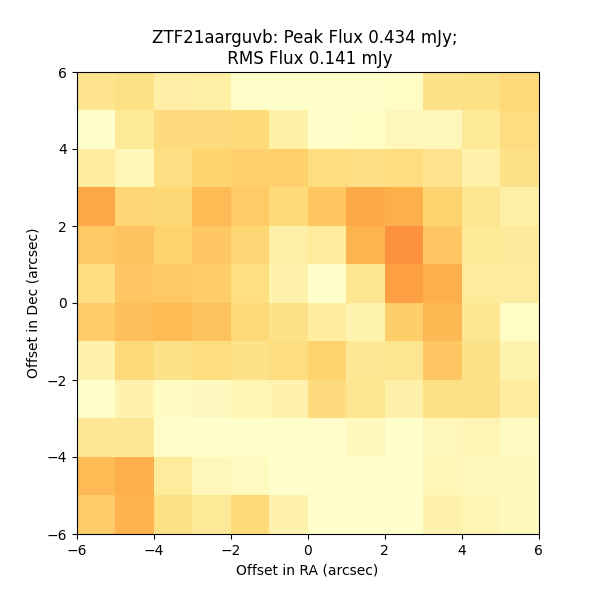 ZTF21aarguvb: Peak Flux 0.434 mJy;
RMS Flux 0.141 mJy
6
4
2
0
−2
−4
−6
Offset in Dec (arcsec)
−6 −4 −2 0 2 4 6
Offset in RA (arcsec)